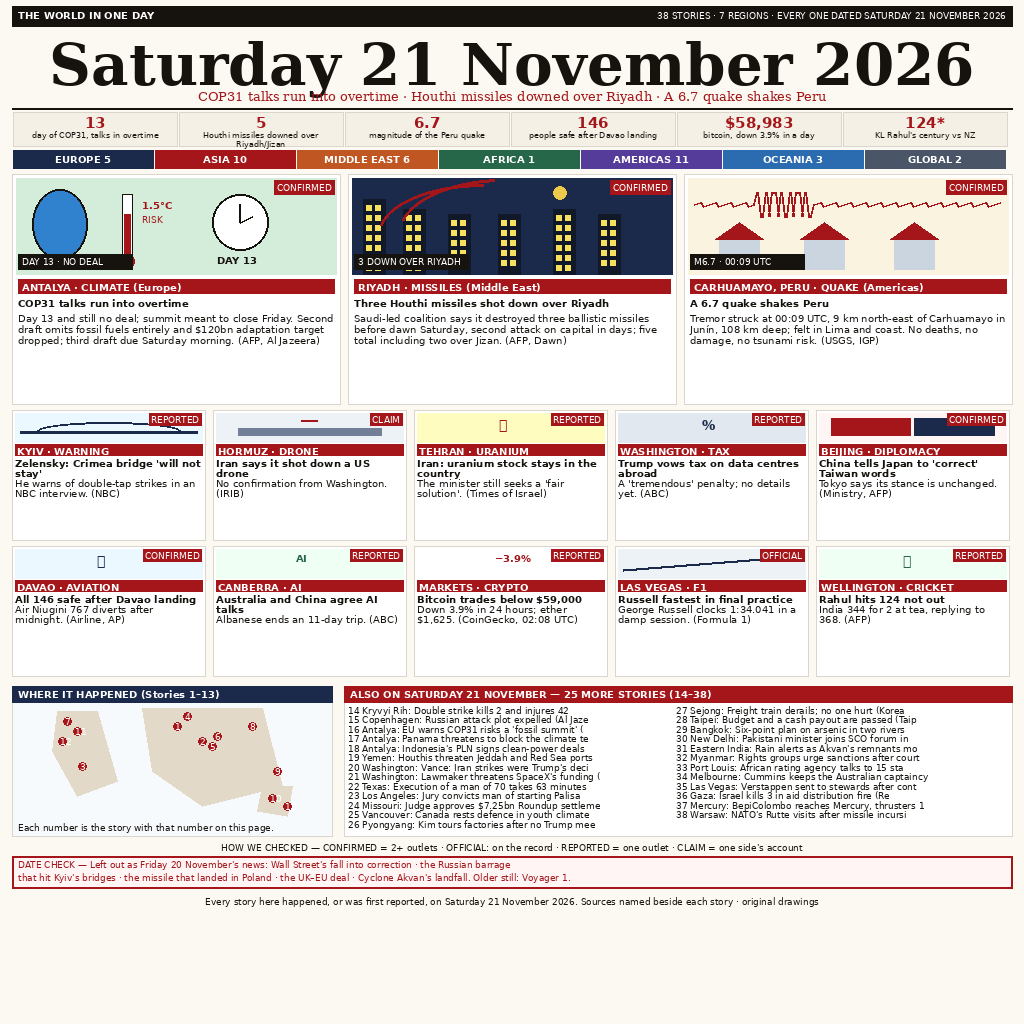 THE WORLD IN ONE DAY
38 STORIES · 7 REGIONS · EVERY ONE DATED SATURDAY 21 NOVEMBER 2026
Saturday 21 November 2026
COP31 talks run into overtime · Houthi missiles downed over Riyadh · A 6.7 quake shakes Peru
13
day of COP31, talks in overtime
5
Houthi missiles downed over
Riyadh/Jizan
6.7
magnitude of the Peru quake
146
people safe after Davao landing
$58,983
bitcoin, down 3.9% in a day
124*
KL Rahul's century vs NZ
EUROPE 5
ASIA 10
MIDDLE EAST 6
AFRICA 1
AMERICAS 11
OCEANIA 3
GLOBAL 2
CONFIRMED
1.5°C
RISK
DAY 13 · NO DEAL
DAY 13
ANTALYA · CLIMATE (Europe)
COP31 talks run into overtime
Day 13 and still no deal; summit meant to close Friday. Second
draft omits fossil fuels entirely and $120bn adaptation target
dropped; third draft due Saturday morning. (AFP, Al Jazeera)
CONFIRMED
3 DOWN OVER RIYADH
RIYADH · MISSILES (Middle East)
Three Houthi missiles shot down over Riyadh
Saudi-led coalition says it destroyed three ballistic missiles
before dawn Saturday, second attack on capital in days; five
total including two over Jizan. (AFP, Dawn)
CONFIRMED
M6.7 · 00:09 UTC
CARHUAMAYO, PERU · QUAKE (Americas)
A 6.7 quake shakes Peru
Tremor struck at 00:09 UTC, 9 km north-east of Carhuamayo in
Junín, 108 km deep; felt in Lima and coast. No deaths, no
damage, no tsunami risk. (USGS, IGP)
REPORTED
KYIV · WARNING
Zelensky: Crimea bridge 'will not
stay'
He warns of double-tap strikes in an
NBC interview. (NBC)
CLAIM
HORMUZ · DRONE
Iran says it shot down a US
drone
No confirmation from Washington.
(IRIB)
REPORTED
TEHRAN · URANIUM
Iran: uranium stock stays in the
country
The minister still seeks a 'fair
solution'. (Times of Israel)
%
REPORTED
WASHINGTON · TAX
Trump vows tax on data centres
abroad
A 'tremendous' penalty; no details
yet. (ABC)
CONFIRMED
BEIJING · DIPLOMACY
China tells Japan to 'correct'
Taiwan words
Tokyo says its stance is unchanged.
(Ministry, AFP)
CONFIRMED
DAVAO · AVIATION
All 146 safe after Davao landing
Air Niugini 767 diverts after
midnight. (Airline, AP)
AI
REPORTED
CANBERRA · AI
Australia and China agree AI
talks
Albanese ends an 11-day trip. (ABC)
−3.9%
REPORTED
MARKETS · CRYPTO
Bitcoin trades below $59,000
Down 3.9% in 24 hours; ether
$1,625. (CoinGecko, 02:08 UTC)
OFFICIAL
LAS VEGAS · F1
Russell fastest in final practice
George Russell clocks 1:34.041 in a
damp session. (Formula 1)
REPORTED
WELLINGTON · CRICKET
Rahul hits 124 not out
India 344 for 2 at tea, replying to
368. (AFP)
WHERE IT HAPPENED (Stories 1–13)
7
1
1
3
4
1
2
6
5
8
9
1
1
Each number is the story with that number on this page.
ALSO ON SATURDAY 21 NOVEMBER — 25 MORE STORIES (14–38)
14 Kryvyi Rih: Double strike kills 2 and injures 42
15 Copenhagen: Russian attack plot expelled (Al Jaze
16 Antalya: EU warns COP31 risks a 'fossil summit' (
17 Antalya: Panama threatens to block the climate te
18 Antalya: Indonesia's PLN signs clean-power deals
19 Yemen: Houthis threaten Jeddah and Red Sea ports
20 Washington: Vance: Iran strikes were Trump's deci
21 Washington: Lawmaker threatens SpaceX's funding (
22 Texas: Execution of a man of 70 takes 63 minutes
23 Los Angeles: Jury convicts man of starting Palisa
24 Missouri: Judge approves $7.25bn Roundup settleme
25 Vancouver: Canada rests defence in youth climate
26 Pyongyang: Kim tours factories after no Trump mee
27 Sejong: Freight train derails; no one hurt (Korea
28 Taipei: Budget and a cash payout are passed (Taip
29 Bangkok: Six-point plan on arsenic in two rivers
30 New Delhi: Pakistani minister joins SCO forum in
31 Eastern India: Rain alerts as Akvan's remnants mo
32 Myanmar: Rights groups urge sanctions after court
33 Port Louis: African rating agency talks to 15 sta
34 Melbourne: Cummins keeps the Australian captaincy
35 Las Vegas: Verstappen sent to stewards after cont
36 Gaza: Israel kills 3 in aid distribution fire (Re
37 Mercury: BepiColombo reaches Mercury, thrusters 1
38 Warsaw: NATO's Rutte visits after missile incursi
HOW WE CHECKED — CONFIRMED = 2+ outlets · OFFICIAL: on the record · REPORTED = one outlet · CLAIM = one side's account
DATE CHECK — Left out as Friday 20 November's news: Wall Street's fall into correction · the Russian barrage
that hit Kyiv's bridges · the missile that landed in Poland · the UK–EU deal · Cyclone Akvan's landfall. Older still: Voyager 1.
Every story here happened, or was first reported, on Saturday 21 November 2026. Sources named beside each story · original drawings